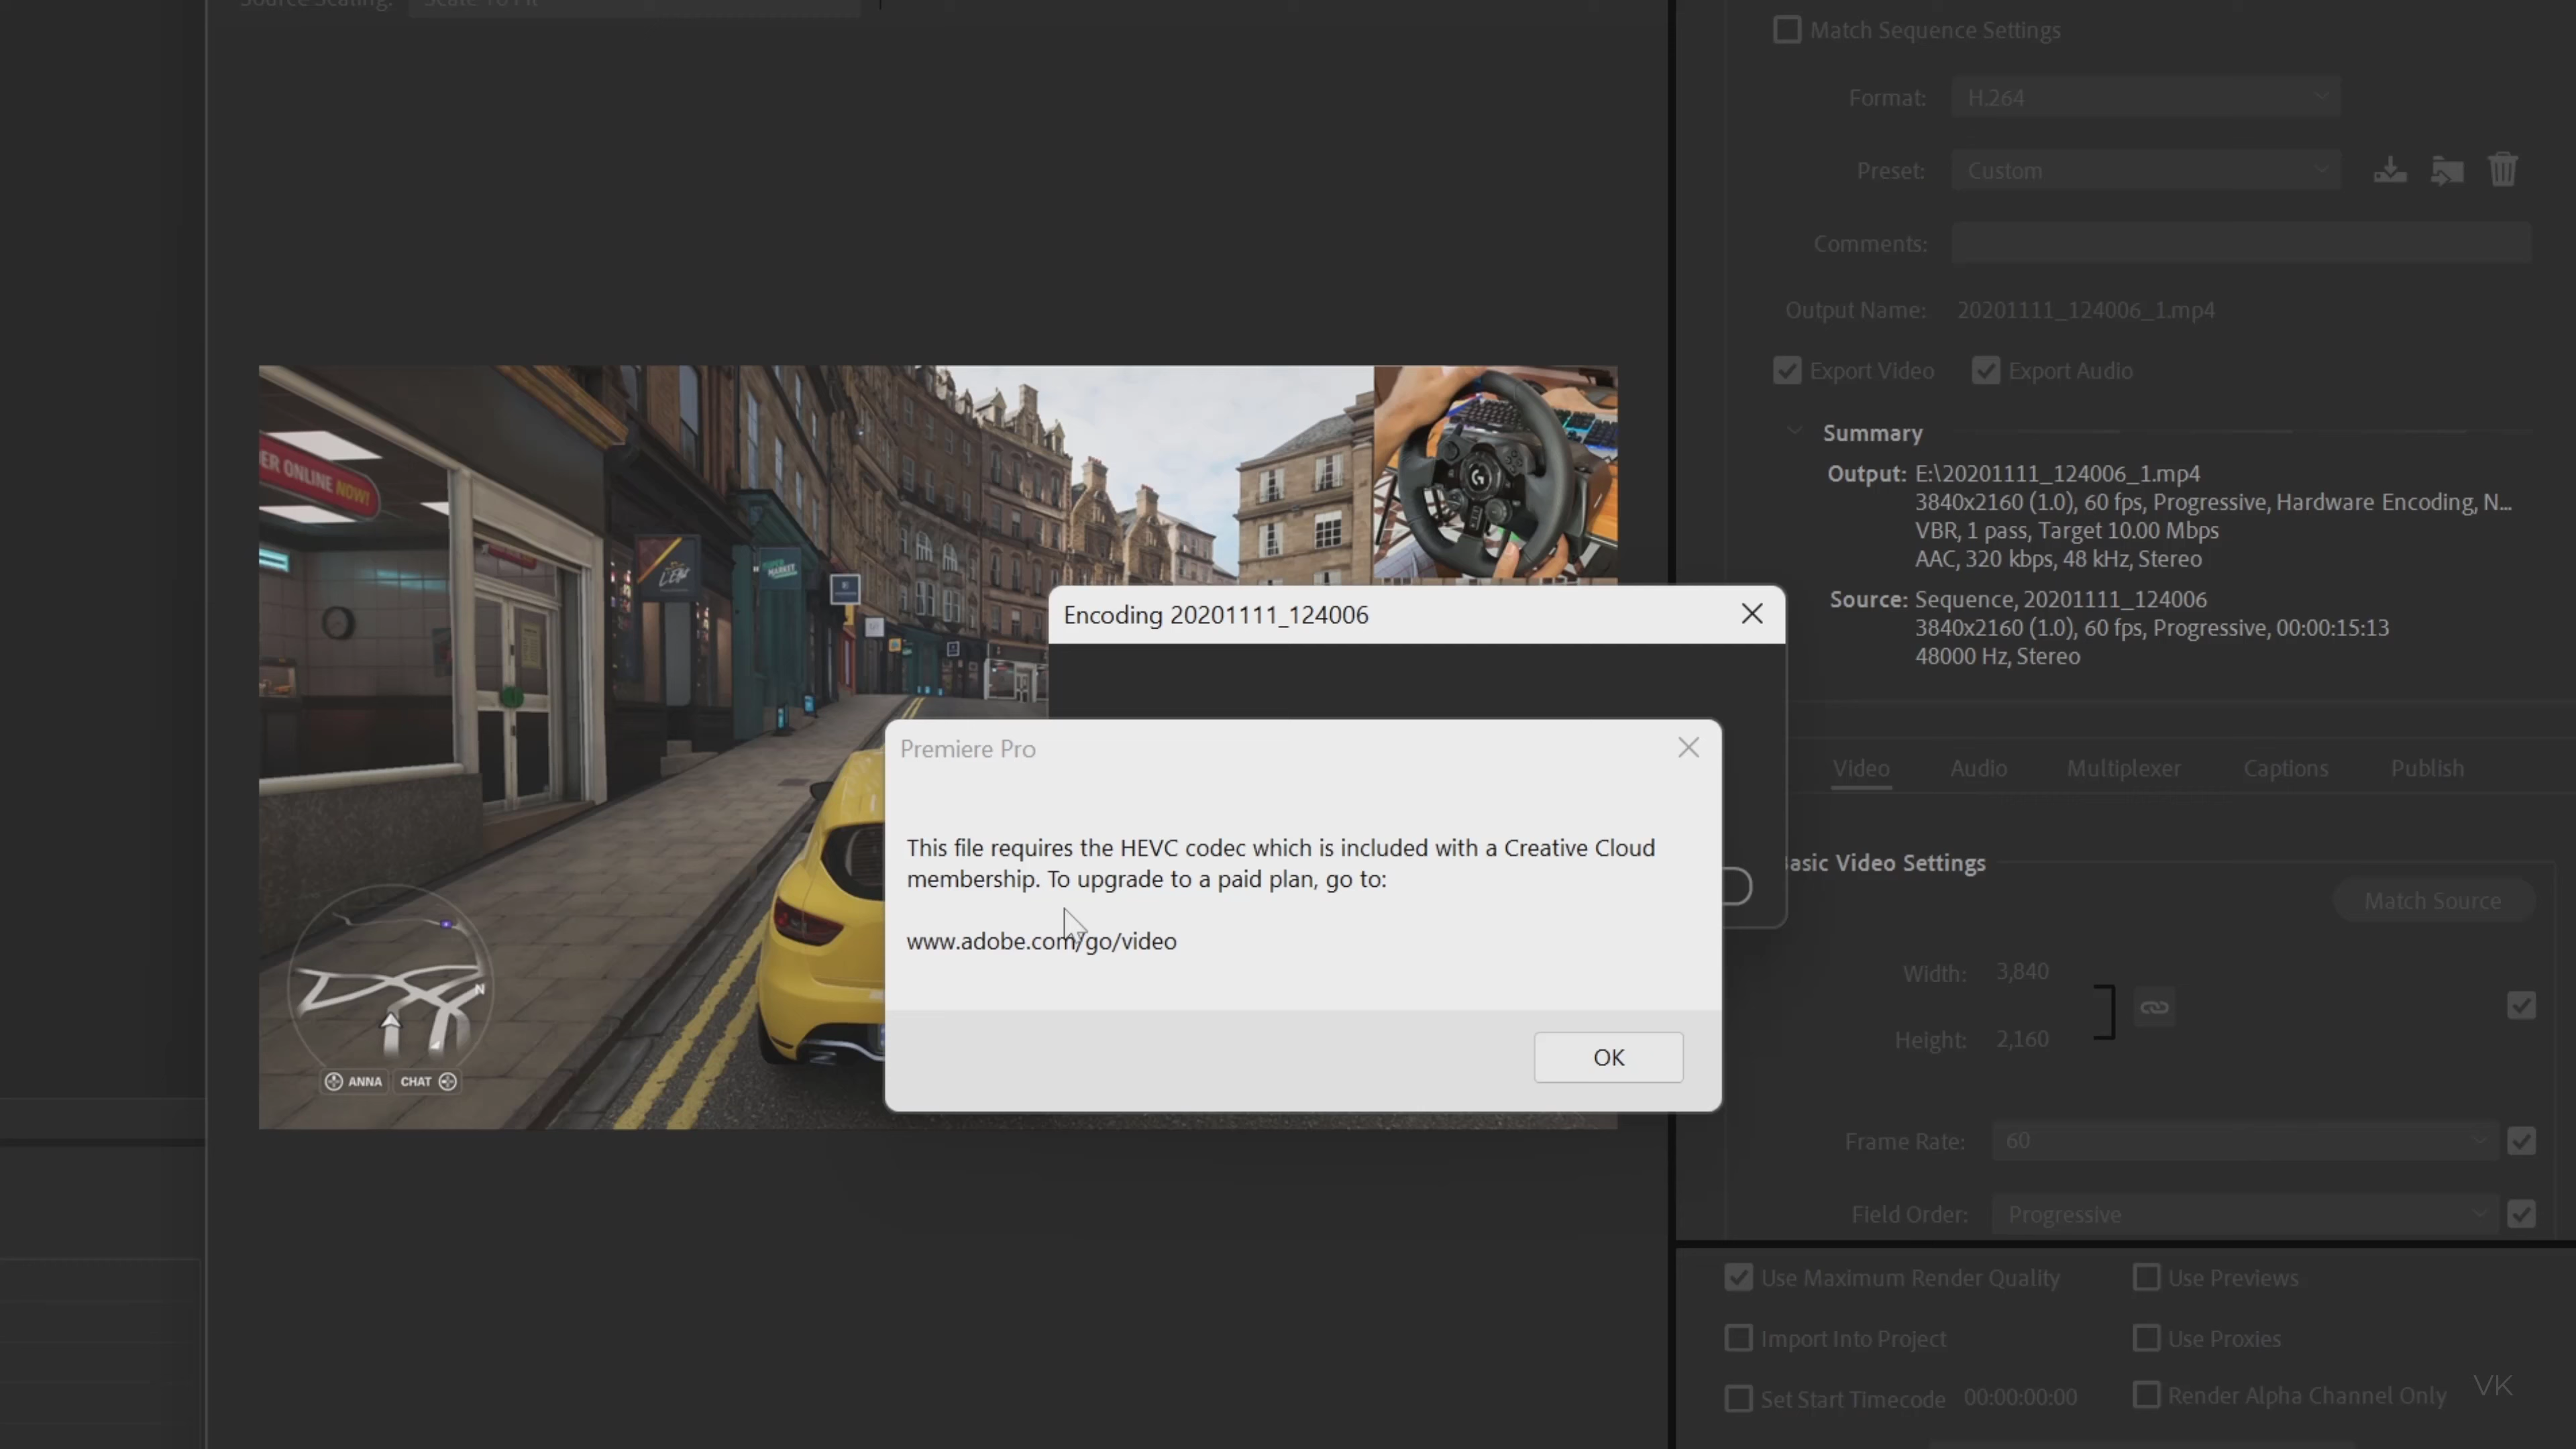 Source Scaling: Scale To Fit
Match Sequence Settings
Format: H.264
Preset: Custom
Comments:
Output Name: 20201111_124006_1.mp4
Export Video Export Audio
Summary
Output: E:\20201111_124006_1.mp4
3840x2160 (1.0), 60 fps, Progressive, Hardware Encoding, N...
VBR, 1 pass, Target 10.00 Mbps
AAC, 320 kbps, 48 kHz, Stereo
Source: Sequence, 20201111_124006
3840x2160 (1.0), 60 fps, Progressive, 00:00:15:13
48000 Hz, Stereo
ER ONLINE NOW!
MARKET
Encoding 20201111_124006
Premiere Pro
This file requires the HEVC codec which is included with a Creative Cloud
membership. To upgrade to a paid plan, go to:
www.adobe.com/go/video
OK
N
ANNA CHAT
Video Audio Multiplexer Captions Publish
asic Video Settings
Match Source
Width: 3,840
Height: 2,160
Frame Rate: 60
Field Order: Progressive
Use Maximum Render Quality Use Previews
Import Into Project Use Proxies
Set Start Timecode 00:00:00:00 Render Alpha Channel Only
VK